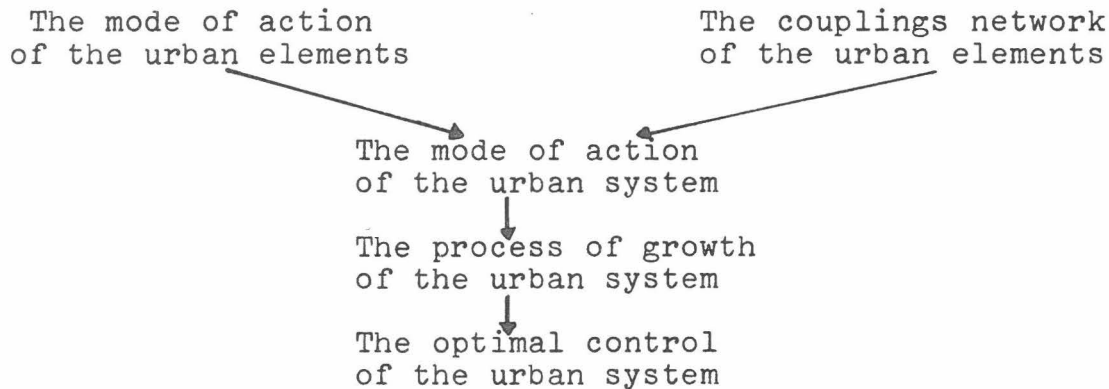 The mode of action
of the urban elements
The couplings network
of the urban elements
The mode of action
of the urban system
The process of growth
of the urban system
The optimal control
of the urban system